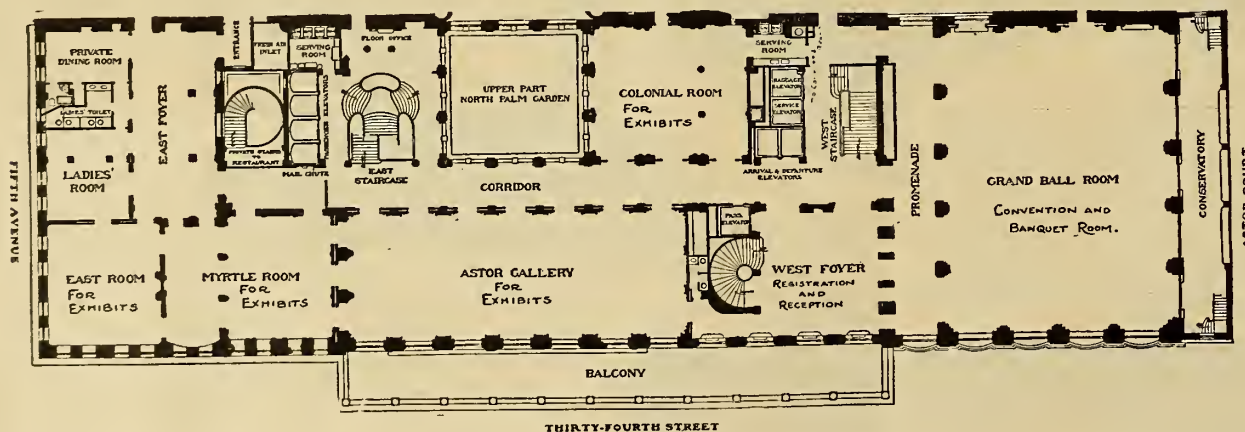 PRIVATE
DINING ROOM
LADIES' TOILET
LADIES'
ROOM
EAST FOYER
ENTRANCE
FRESH AIR
INLET
SERVING
ROOM
PRIVATE STAIRS
TO
RESTAURANT
PASSENGER ELEVATORS
MAIL CHUTE
FLOOR OFFICE
EAST
STAIRCASE
UPPER PART
NORTH PALM GARDEN
COLONIAL ROOM
FOR
EXHIBITS
SERVING
ROOM
BAGGAGE
ELEVATOR
SERVICE
ELEVATORS
ARRIVAL & DEPARTURE
ELEVATORS
WEST
STAIRCASE
PROMENADE
GRAND BALL ROOM
CONVENTION AND
BANQUET ROOM.
CONSERVATORY
ASTOR COURT
FIFTH AVENUE
CORRIDOR
EAST ROOM
FOR
EXHIBITS
MYRTLE ROOM
FOR
EXHIBITS
ASTOR GALLERY
FOR
EXHIBITS
PASS.
ELEVATOR
WEST FOYER
REGISTRATION
AND
RECEPTION
BALCONY
THIRTY-FOURTH STREET